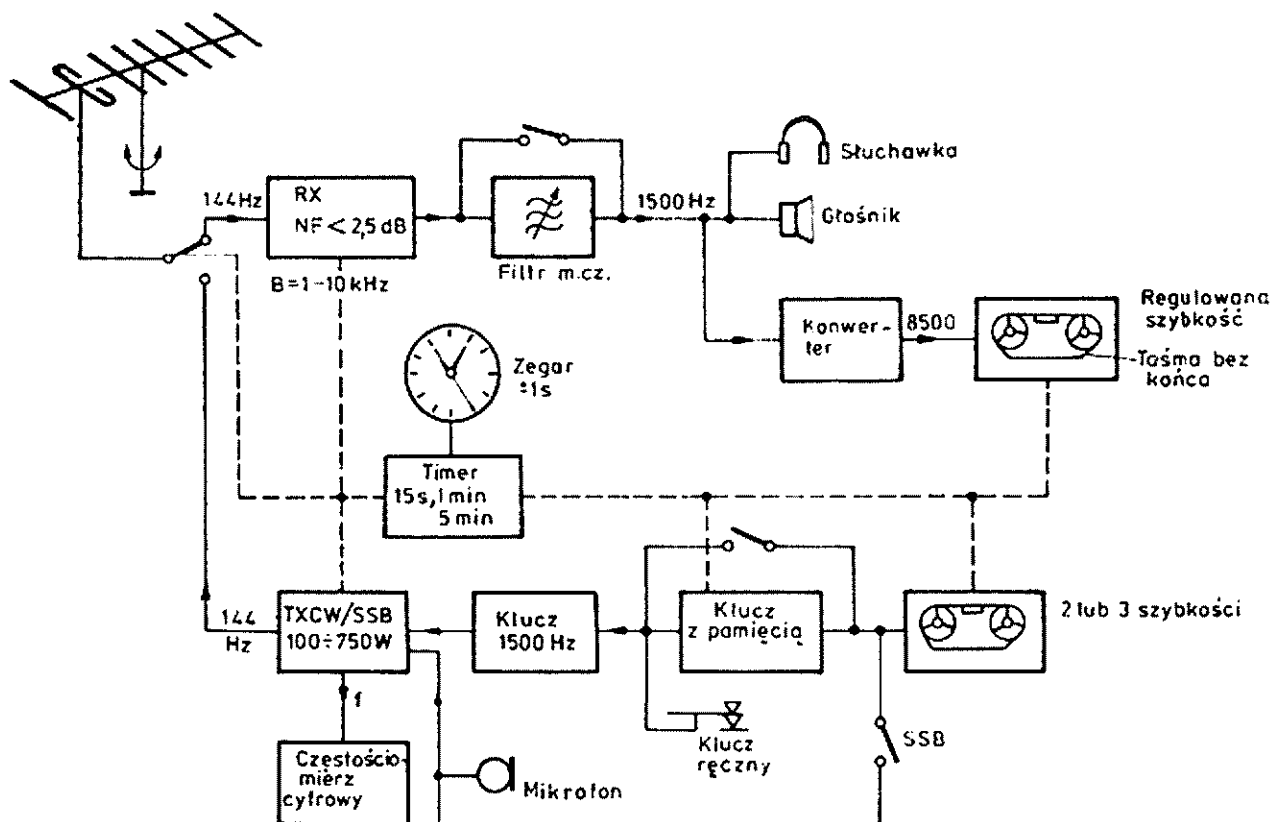 Słuchawka
144Hz
RX
NF < 2,5 dB
1500 Hz
Głośnik
Filtr m.cz.
B=1-10 kHz
Konwer-
ter
8500
Regulowana
szybkość
Taśma bez
końca
Zegar
±1s
Timer
15s, 1min
5 min
144
Hz
TXCW/SSB
100÷750W
Klucz
1500 Hz
Klucz
z pamięcią
2 lub 3 szybkości
f
Klucz
ręczny
SSB
Częstościo-
mierz
cyfrowy
Mikrofon